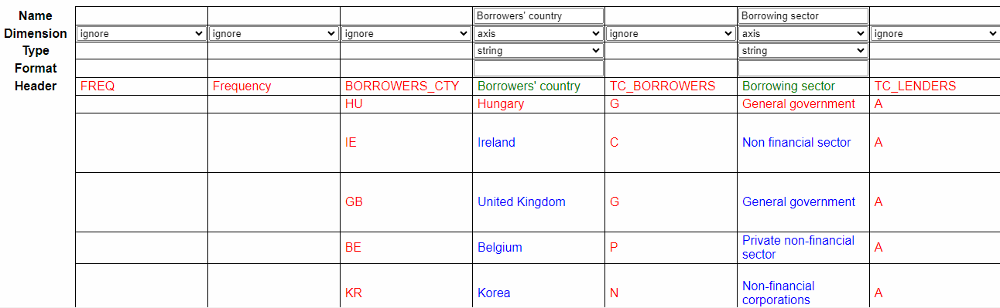 Name Borrowers' country Borrowing sector
Dimension ignore ignore ignore axis ignore axis ignore
Type string string
Format
Header FREQ Frequency BORROWERS_CTY Borrowers' country TC_BORROWERS Borrowing sector TC_LENDERS
HU Hungary G General government A
IE Ireland C Non financial sector A
GB United Kingdom G General government A
BE Belgium P Private non-financial sector A
KR Korea N Non-financial corporations A